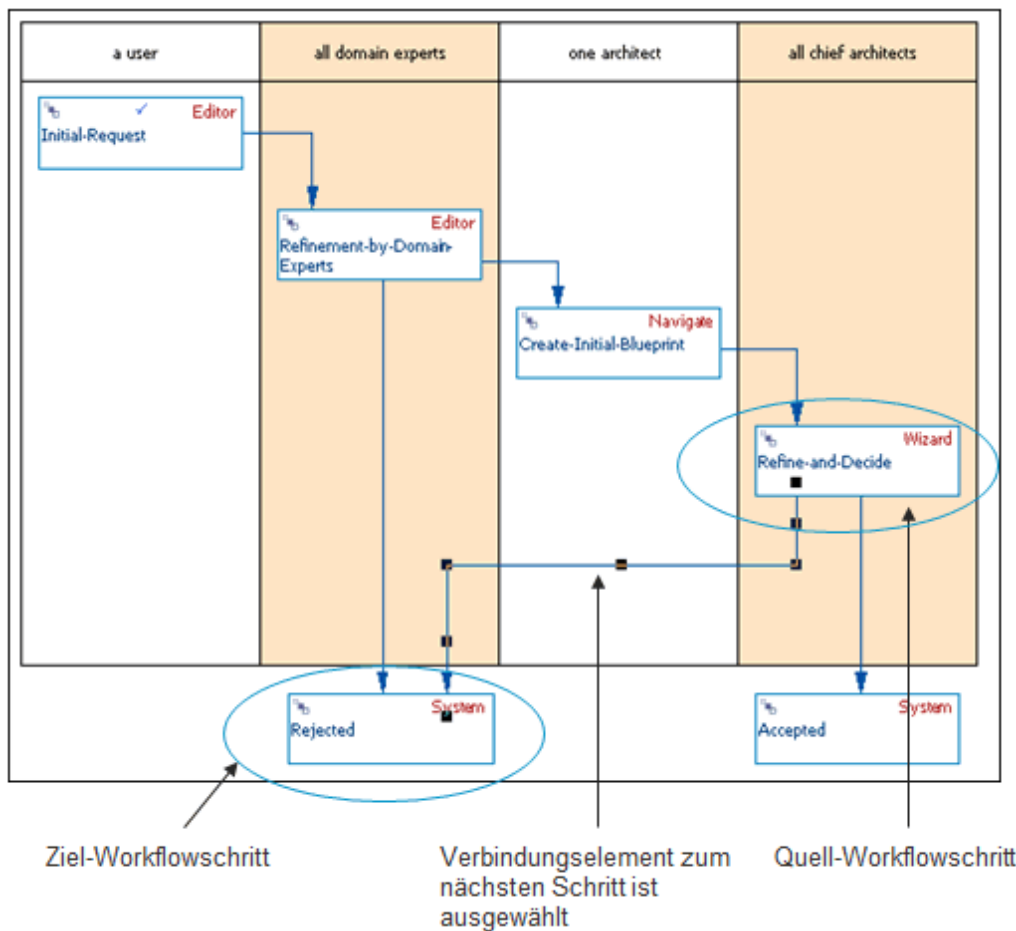 a user
all domain experts
one architect
all chief architects
Editor
Initial-Request
Editor
Refinement-by-Domain-
Experts
Navigate
Create-Initial-Blueprint
Wizard
Refine-and-Decide
System
Rejected
System
Accepted
Ziel-Workflowschritt
Verbindungselement zum
nächsten Schritt ist
ausgewählt
Quell-Workflowschritt